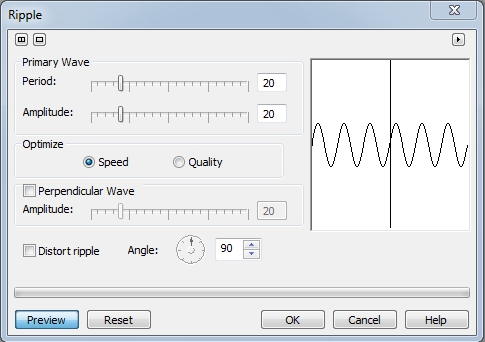 Ripple
Primary Wave
Period: 20
Amplitude: 20
Optimize
Speed Quality
Perpendicular Wave
Amplitude: 20
Distort ripple Angle: 90
Preview Reset OK Cancel Help